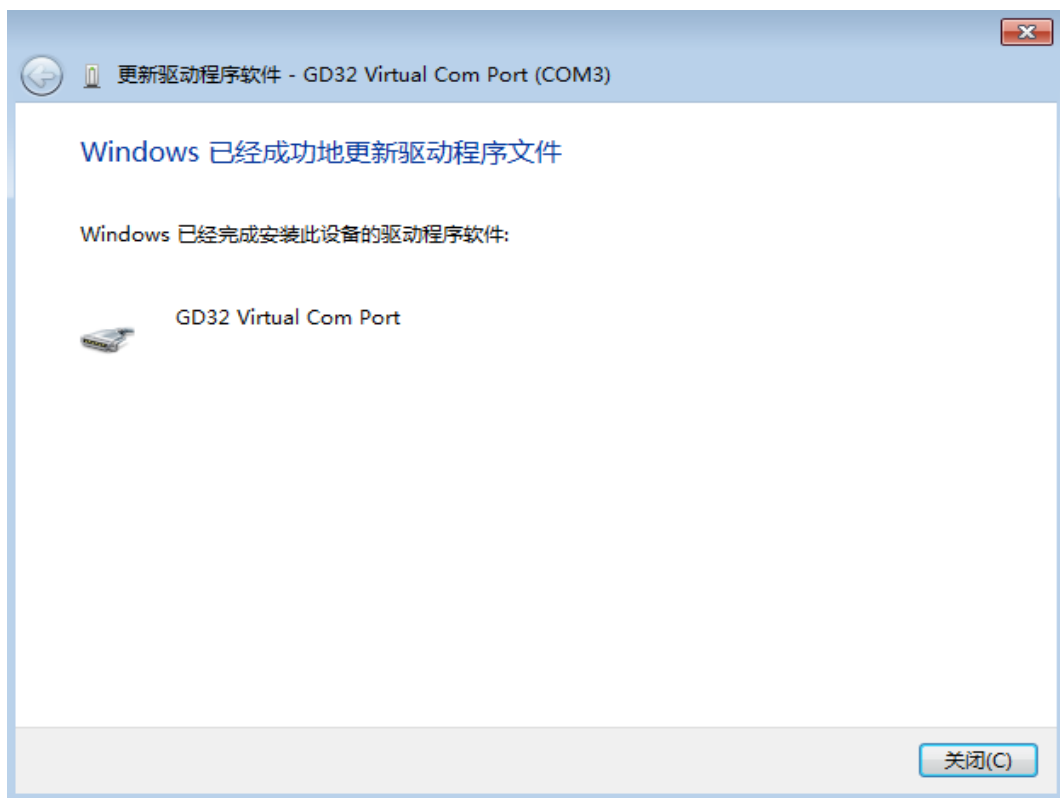 更新驱动程序软件 - GD32 Virtual Com Port (COM3)
Windows 已经成功地更新驱动程序文件
Windows 已经完成安装此设备的驱动程序软件:
GD32 Virtual Com Port
关闭(C)